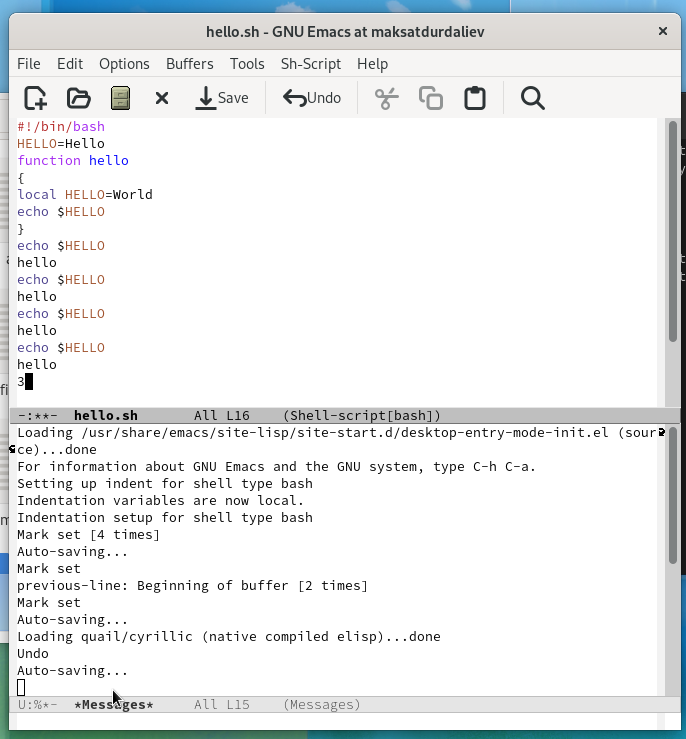 hello.sh - GNU Emacs at maksatdurdaliev
File Edit Options Buffers Tools Sh-Script Help
Save Undo
#!/bin/bash
HELLO=Hello
function hello
{
local HELLO=World
echo $HELLO
}
echo $HELLO
hello
echo $HELLO
hello
echo $HELLO
hello
echo $HELLO
hello
3
-:**- hello.sh All L16 (Shell-script[bash])
Loading /usr/share/emacs/site-lisp/site-start.d/desktop-entry-mode-init.el (sour
ce)...done
For information about GNU Emacs and the GNU system, type C-h C-a.
Setting up indent for shell type bash
Indentation variables are now local.
Indentation setup for shell type bash
Mark set [4 times]
Auto-saving...
Mark set
previous-line: Beginning of buffer [2 times]
Mark set
Auto-saving...
Loading quail/cyrillic (native compiled elisp)...done
Undo
Auto-saving...
U:%*- *Messages* All L15 (Messages)